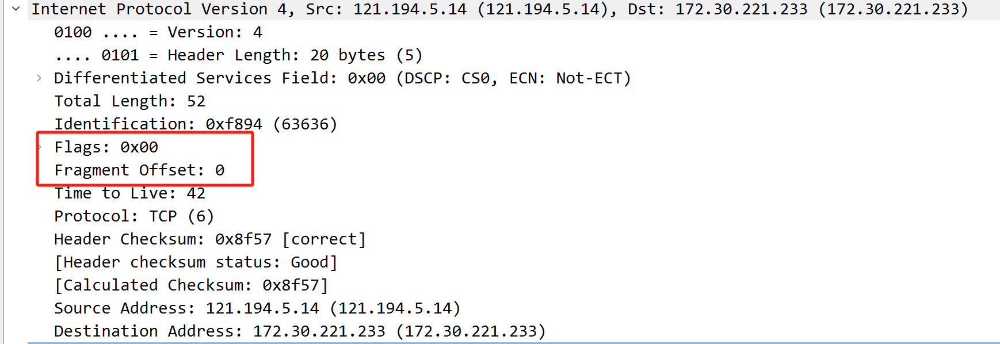 Internet Protocol Version 4, Src: 121.194.5.14 (121.194.5.14), Dst: 172.30.221.233 (172.30.221.233)
0100 .... = Version: 4
.... 0101 = Header Length: 20 bytes (5)
Differentiated Services Field: 0x00 (DSCP: CS0, ECN: Not-ECT)
Total Length: 52
Identification: 0xf894 (63636)
Flags: 0x00
Fragment Offset: 0
Time to Live: 42
Protocol: TCP (6)
Header Checksum: 0x8f57 [correct]
[Header checksum status: Good]
[Calculated Checksum: 0x8f57]
Source Address: 121.194.5.14 (121.194.5.14)
Destination Address: 172.30.221.233 (172.30.221.233)